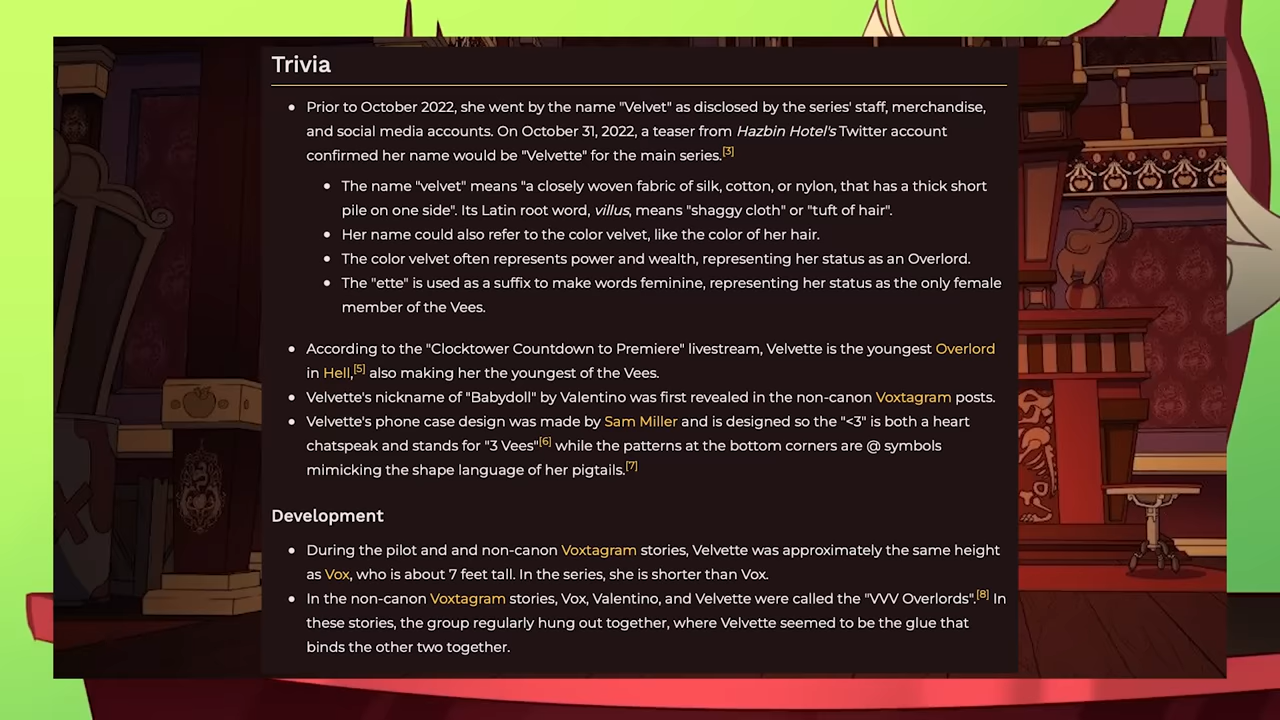 Trivia
Prior to October 2022, she went by the name "Velvet" as disclosed by the series' staff, merchandise,
and social media accounts. On October 31, 2022, a teaser from Hazbin Hotel's Twitter account
confirmed her name would be "Velvette" for the main series.[3]
The name "velvet" means "a closely woven fabric of silk, cotton, or nylon, that has a thick short
pile on one side". Its Latin root word, villus, means "shaggy cloth" or "tuft of hair".
Her name could also refer to the color velvet, like the color of her hair.
The color velvet often represents power and wealth, representing her status as an Overlord.
The "ette" is used as a suffix to make words feminine, representing her status as the only female
member of the Vees.
According to the "Clocktower Countdown to Premiere" livestream, Velvette is the youngest Overlord
in Hell,[5] also making her the youngest of the Vees.
Velvette's nickname of "Babydoll" by Valentino was first revealed in the non-canon Voxtagram posts.
Velvette's phone case design was made by Sam Miller and is designed so the "<3" is both a heart
chatspeak and stands for "3 Vees"[6] while the patterns at the bottom corners are @ symbols
mimicking the shape language of her pigtails.[7]
Development
During the pilot and and non-canon Voxtagram stories, Velvette was approximately the same height
as Vox, who is about 7 feet tall. In the series, she is shorter than Vox.
In the non-canon Voxtagram stories, Vox, Valentino, and Velvette were called the "VVV Overlords".[8] In
these stories, the group regularly hung out together, where Velvette seemed to be the glue that
binds the other two together.